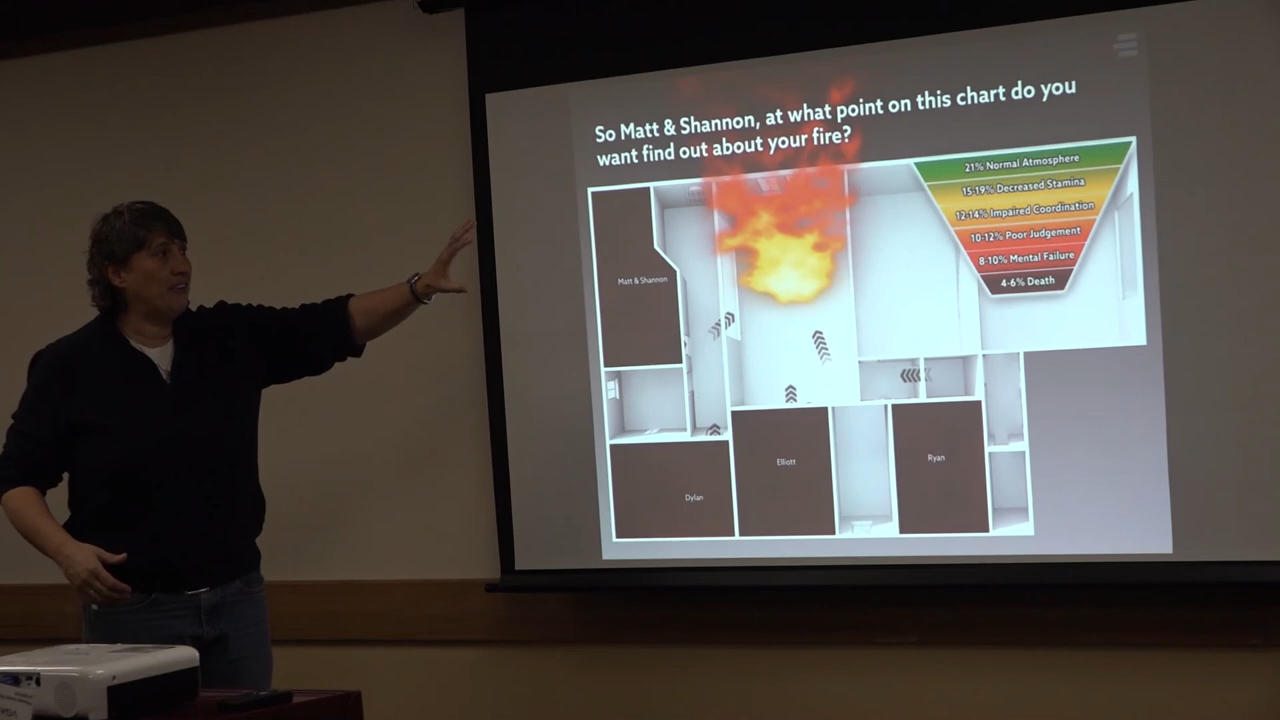 So Matt & Shannon, at what point on this chart do you
want find out about your fire?
21% Normal Atmosphere
15-19% Decreased Stamina
12-14% Impaired Coordination
10-12% Poor Judgement
8-10% Mental Failure
4-6% Death
Matt & Shannon
Elliott
Ryan
Dylan